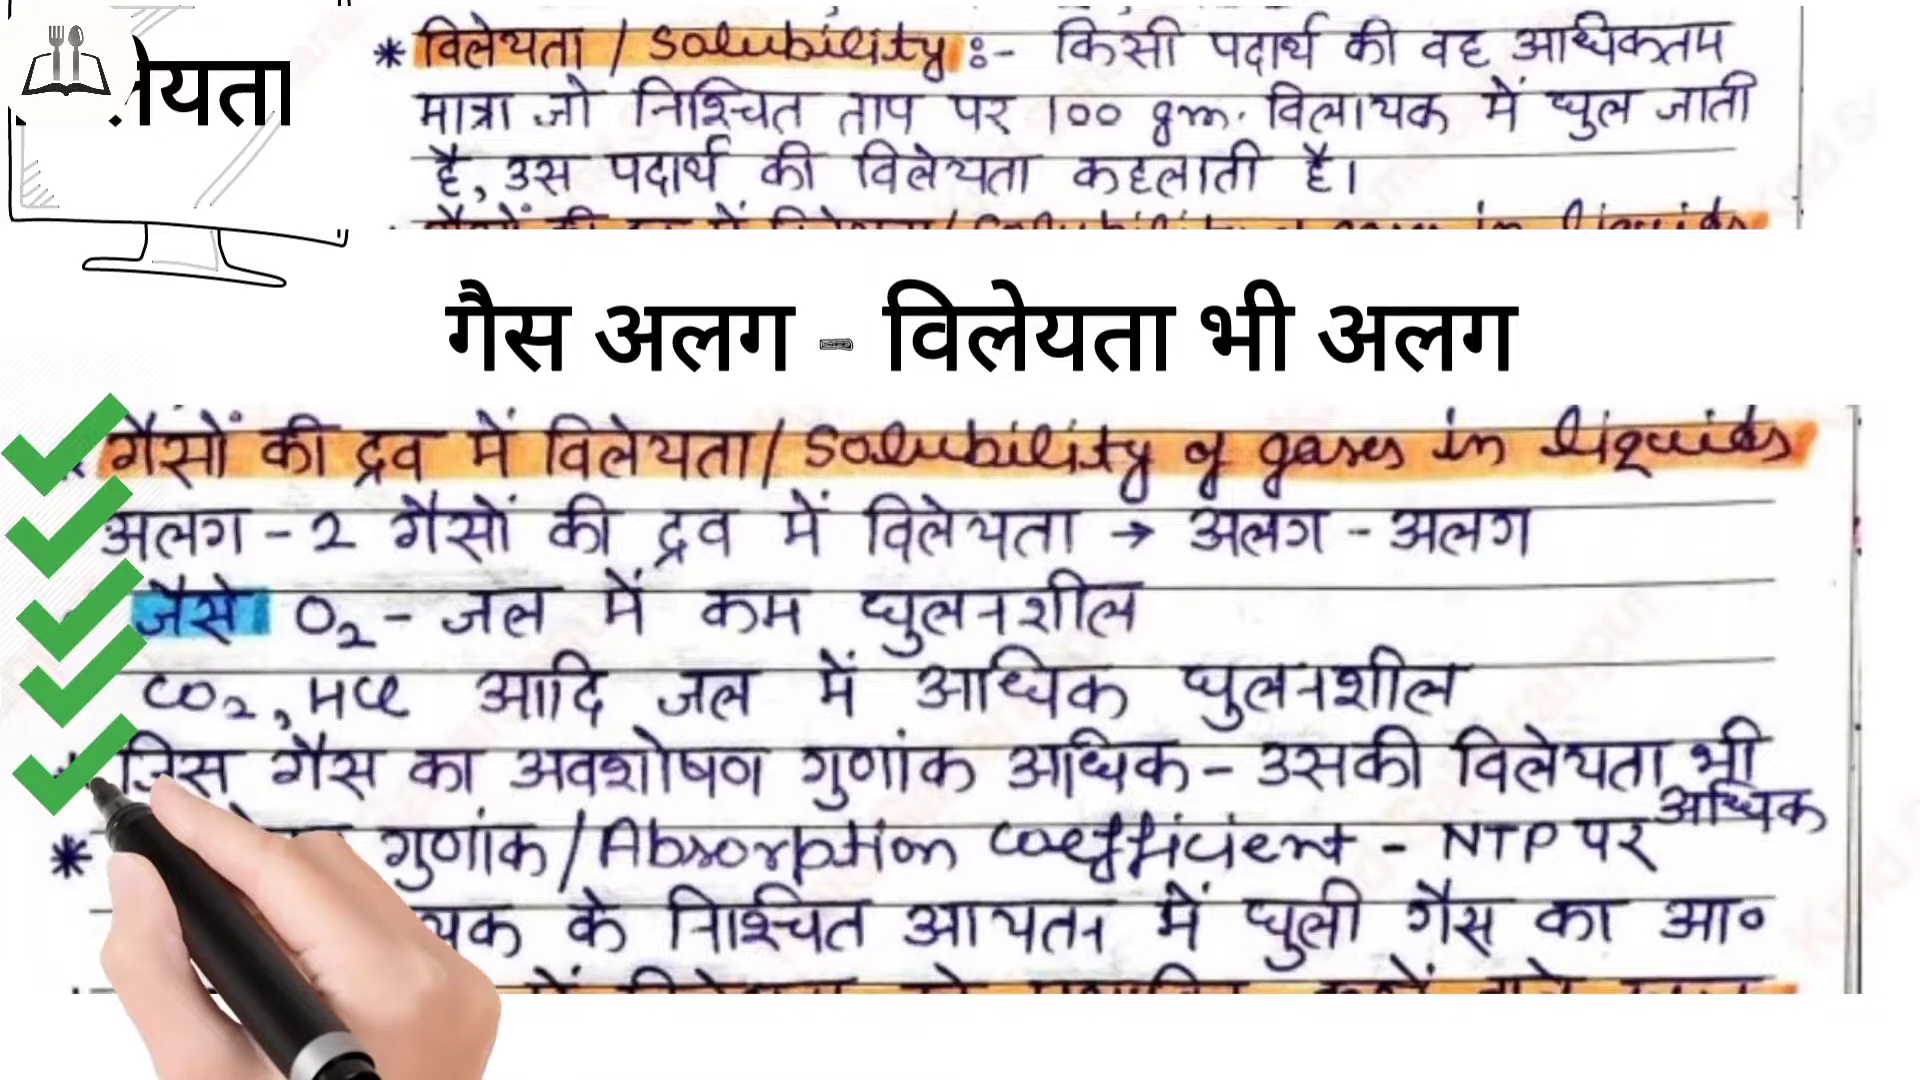 * विलेयता / Solubility :- किसी पदार्थ की वह अधिकतम
मात्रा जो निश्चित ताप पर 100 gm. विलायक में घुल जाती
है, उस पदार्थ की विलेयता कहलाती है।
गैस अलग - विलेयता भी अलग
गैसों की द्रव में विलेयता/Solubility of gases in liquids
अलग-2 गैसों की द्रव में विलेयता → अलग-अलग
जैसे O₂- जल में कम घुलनशील
CO₂, HCl आदि जल में अधिक घुलनशील
जिस गैस का अवशोषण गुणांक अधिक- उसकी विलेयता भी
अधिक
* गुणांक/Absorption coefficient - NTP पर
के निश्चित आयतन में घुली गैस का आ०